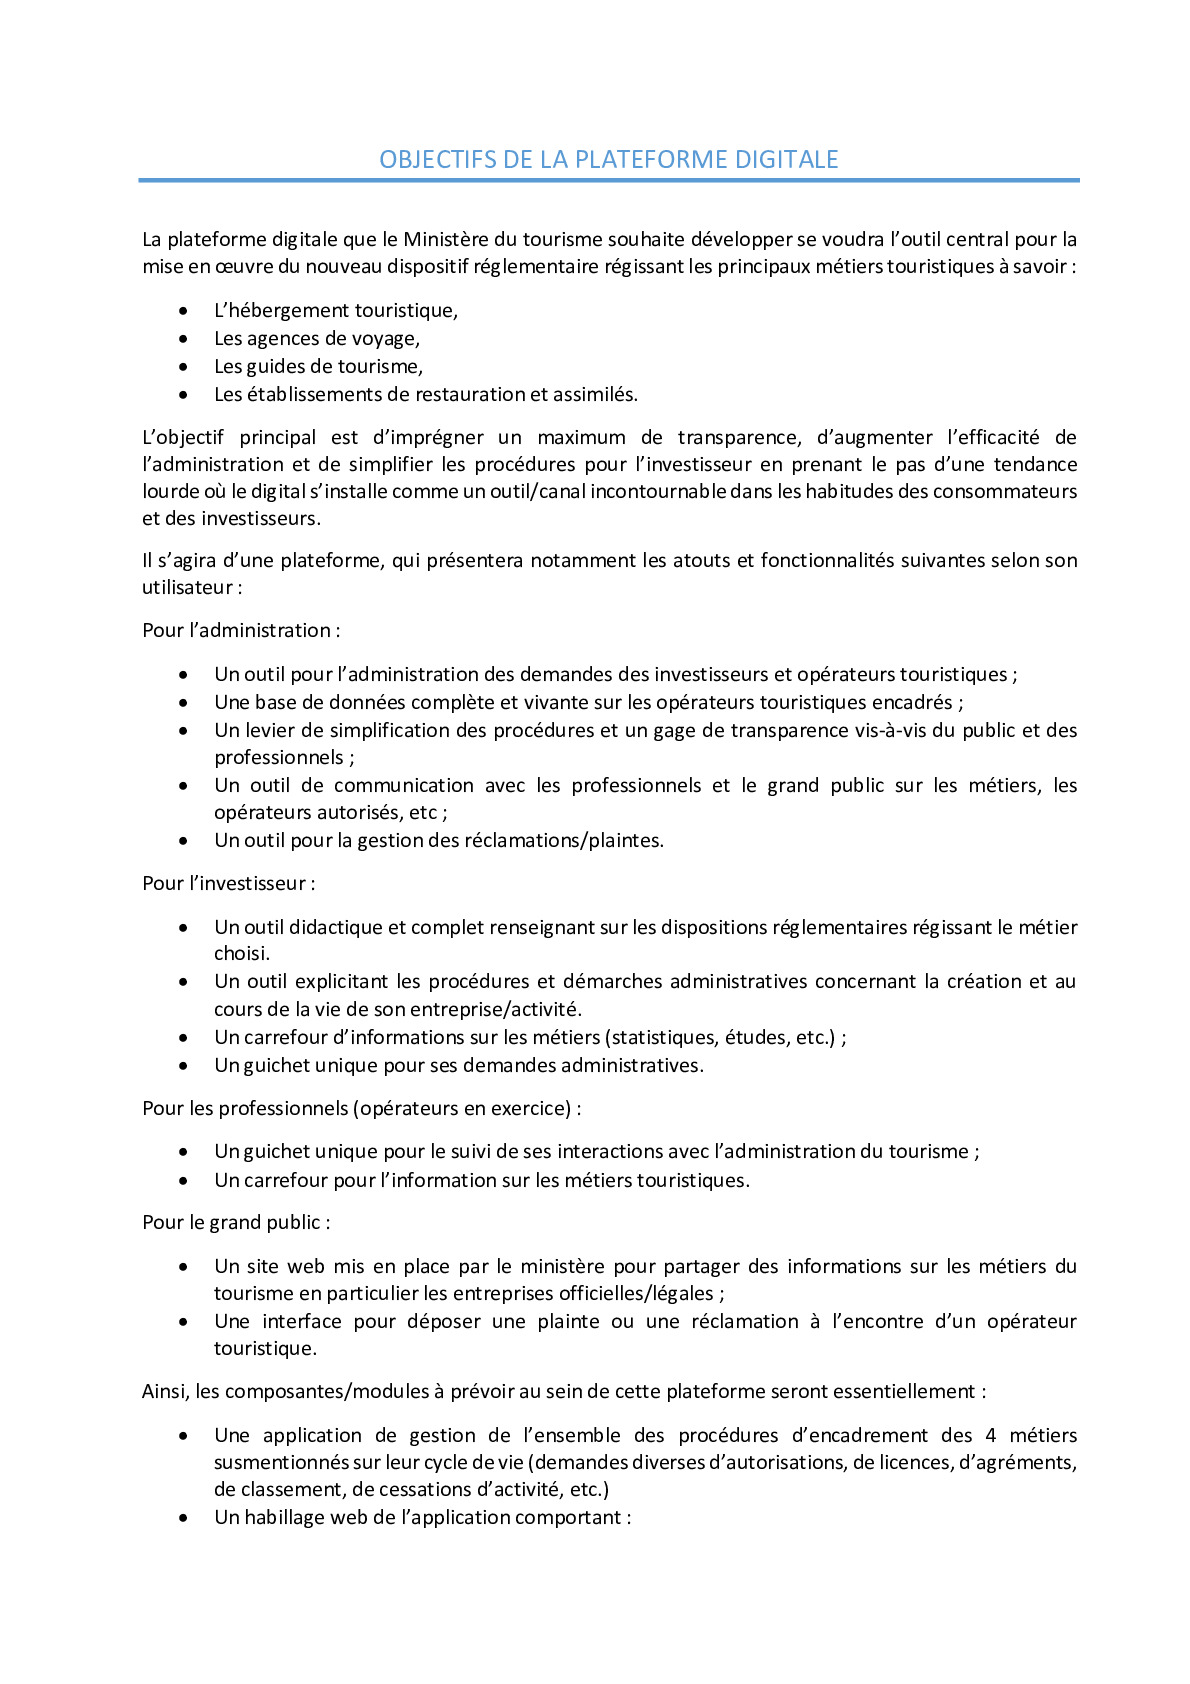 OBJECTIFS DE LA PLATEFORME DIGITALE
La plateforme digitale que le Ministère du tourisme souhaite développer se voudra l’outil central pour la
mise en œuvre du nouveau dispositif réglementaire régissant les principaux métiers touristiques à savoir :
• L’hébergement touristique,
• Les agences de voyage,
• Les guides de tourisme,
• Les établissements de restauration et assimilés.
L’objectif principal est d’imprégner un maximum de transparence, d’augmenter l’efficacité de
l’administration et de simplifier les procédures pour l’investisseur en prenant le pas d’une tendance
lourde où le digital s’installe comme un outil/canal incontournable dans les habitudes des consommateurs
et des investisseurs.
Il s’agira d’une plateforme, qui présentera notamment les atouts et fonctionnalités suivantes selon son
utilisateur :
Pour l’administration :
• Un outil pour l’administration des demandes des investisseurs et opérateurs touristiques ;
• Une base de données complète et vivante sur les opérateurs touristiques encadrés ;
• Un levier de simplification des procédures et un gage de transparence vis-à-vis du public et des
professionnels ;
• Un outil de communication avec les professionnels et le grand public sur les métiers, les
opérateurs autorisés, etc ;
• Un outil pour la gestion des réclamations/plaintes.
Pour l’investisseur :
• Un outil didactique et complet renseignant sur les dispositions réglementaires régissant le métier
choisi.
• Un outil explicitant les procédures et démarches administratives concernant la création et au
cours de la vie de son entreprise/activité.
• Un carrefour d’informations sur les métiers (statistiques, études, etc.) ;
• Un guichet unique pour ses demandes administratives.
Pour les professionnels (opérateurs en exercice) :
• Un guichet unique pour le suivi de ses interactions avec l’administration du tourisme ;
• Un carrefour pour l’information sur les métiers touristiques.
Pour le grand public :
• Un site web mis en place par le ministère pour partager des informations sur les métiers du
tourisme en particulier les entreprises officielles/légales ;
• Une interface pour déposer une plainte ou une réclamation à l’encontre d’un opérateur
touristique.
Ainsi, les composantes/modules à prévoir au sein de cette plateforme seront essentiellement :
• Une application de gestion de l’ensemble des procédures d’encadrement des 4 métiers
susmentionnés sur leur cycle de vie (demandes diverses d’autorisations, de licences, d’agréments,
de classement, de cessations d’activité, etc.)
• Un habillage web de l’application comportant :